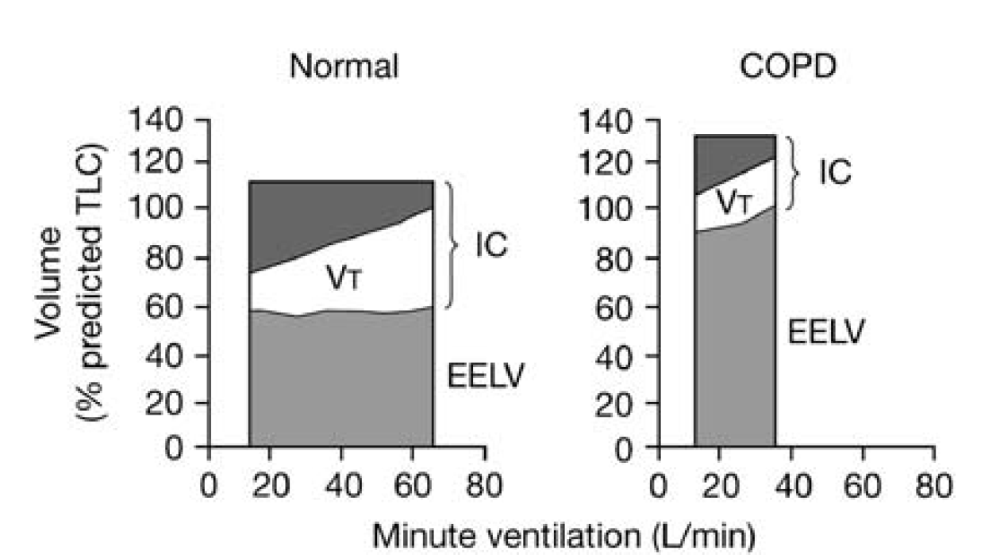 Normal
COPD
Volume
(% predicted TLC)
140
120
100
80
60
40
20
0
VT
IC
EELV
0 20 40 60 80
140
120
100
80
60
40
20
0
VT
IC
EELV
0 20 40 60 80
Minute ventilation (L/min)